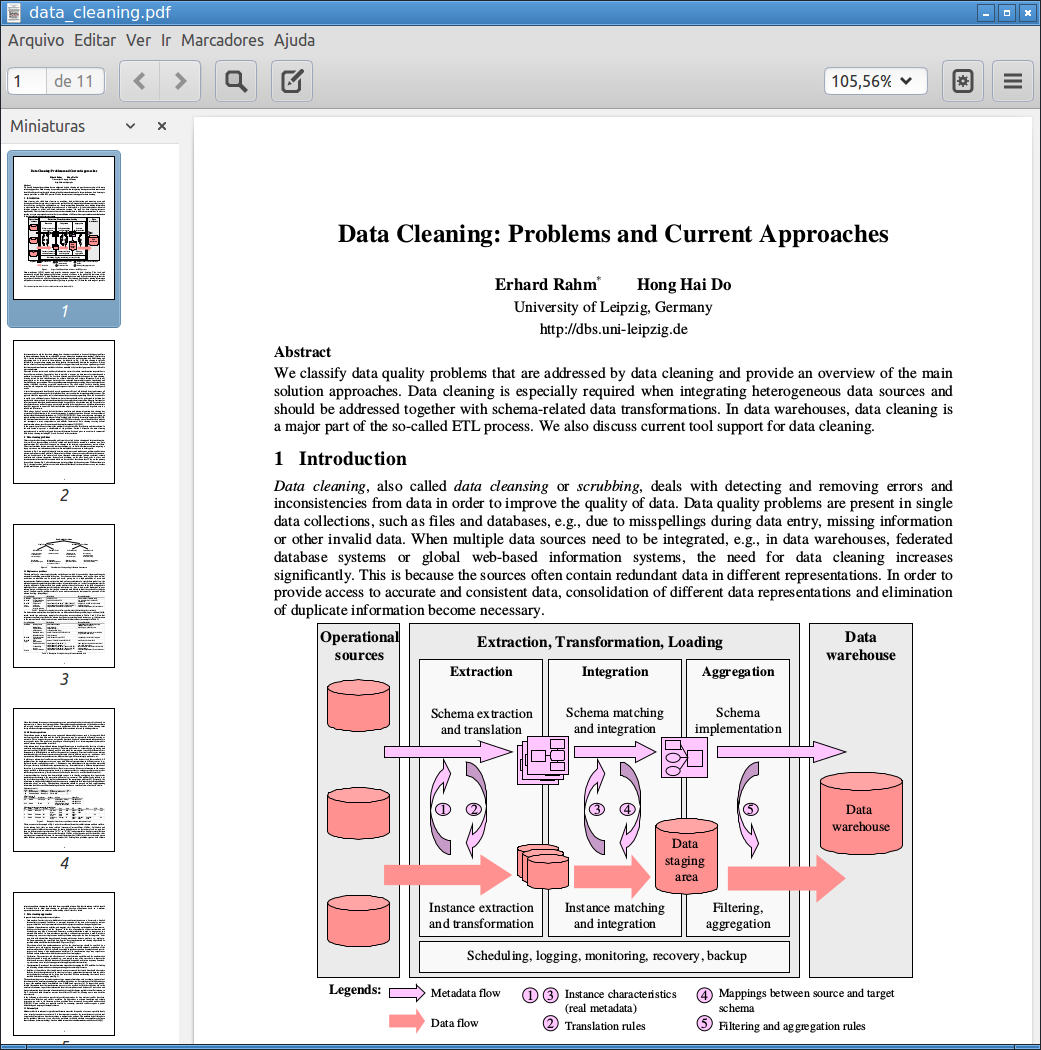 data_cleaning.pdf
Arquivo Editar Ver Ir Marcadores Ajuda
1 de 11
105,56%
Miniaturas
1
2
3
4
Data Cleaning: Problems and Current Approaches
Erhard Rahm* Hong Hai Do
University of Leipzig, Germany
http://dbs.uni-leipzig.de
Abstract
We classify data quality problems that are addressed by data cleaning and provide an overview of the main
solution approaches. Data cleaning is especially required when integrating heterogeneous data sources and
should be addressed together with schema-related data transformations. In data warehouses, data cleaning is
a major part of the so-called ETL process. We also discuss current tool support for data cleaning.
1 Introduction
Data cleaning, also called data cleansing or scrubbing, deals with detecting and removing errors and
inconsistencies from data in order to improve the quality of data. Data quality problems are present in single
data collections, such as files and databases, e.g., due to misspellings during data entry, missing information
or other invalid data. When multiple data sources need to be integrated, e.g., in data warehouses, federated
database systems or global web-based information systems, the need for data cleaning increases
significantly. This is because the sources often contain redundant data in different representations. In order to
provide access to accurate and consistent data, consolidation of different data representations and elimination
of duplicate information become necessary.
Operational
sources
Extraction, Transformation, Loading
Data
warehouse
Extraction
Integration
Aggregation
Schema extraction
and translation
Schema matching
and integration
Schema
implementation
1
2
3
4
5
Data
warehouse
Data
staging
area
Instance extraction
and transformation
Instance matching
and integration
Filtering,
aggregation
Scheduling, logging, monitoring, recovery, backup
Legends:
Metadata flow
Data flow
1 3 Instance characteristics
(real metadata)
2 Translation rules
4 Mappings between source and target
schema
5 Filtering and aggregation rules